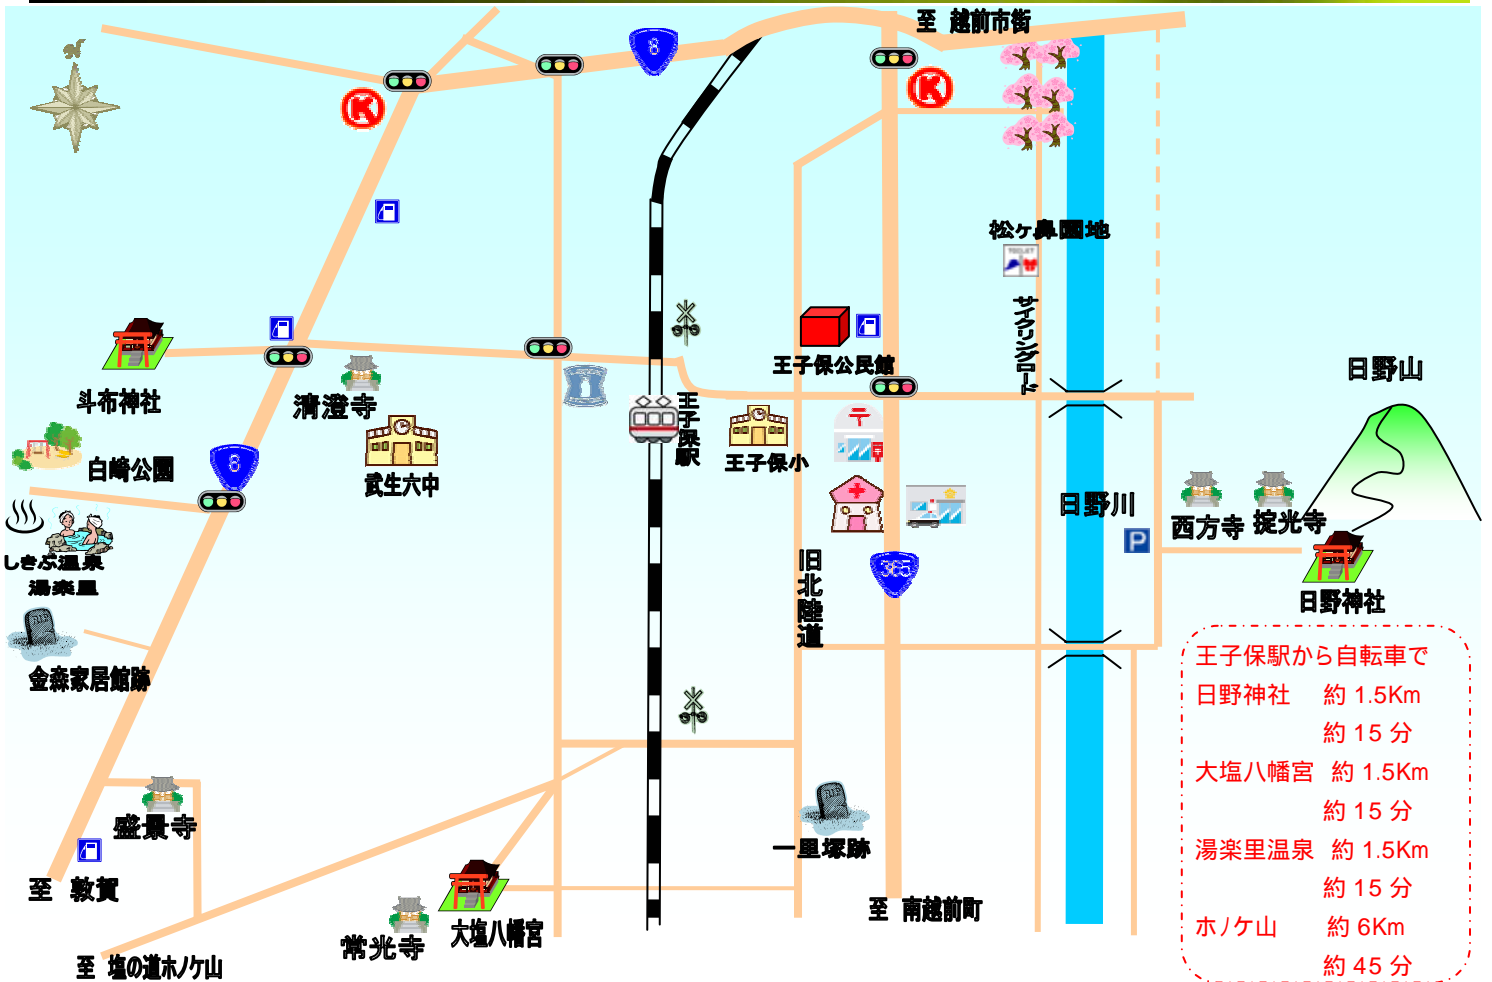 至 越前市街
N
8
K
K
松ヶ鼻園地
TOILET
サイクリングロード
王子保公民館
斗布神社
清澄寺
王子保駅
日野山
白崎公園
8
武生六中
王子保小
日野川
P
西方寺
掟光寺
しきぶ温泉
湯楽里
旧北陸道
365
日野神社
金森家居館跡
王子保駅から自転車で
日野神社 約 1.5Km
約 15 分
大塩八幡宮 約 1.5Km
約 15 分
湯楽里温泉 約 1.5Km
約 15 分
ホノケ山 約 6Km
約 45 分
盛景寺
一里塚跡
至 敦賀
至 南越前町
大塩八幡宮
常光寺
至 塩の道ホノケ山